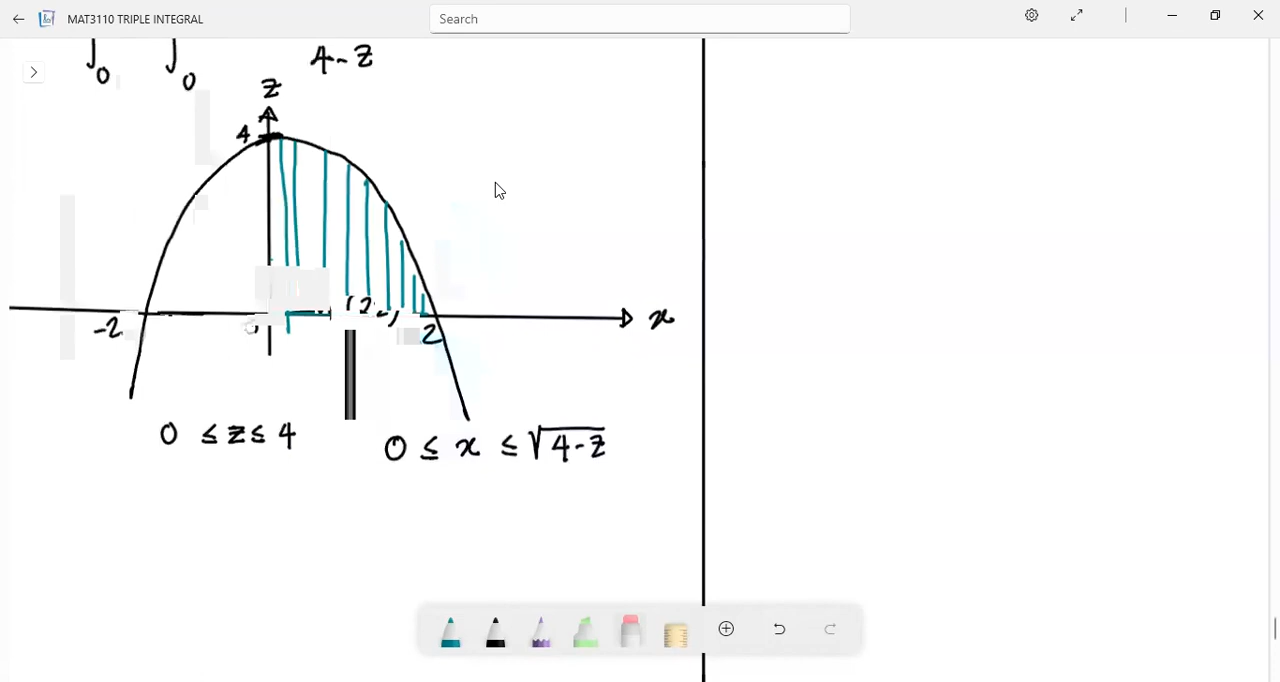 MAT3110 TRIPLE INTEGRAL
Search
∫₀ ∫₀ 4-z
z
4
-2
2
x
0 ≤ z ≤ 4
0 ≤ x ≤ √4-z